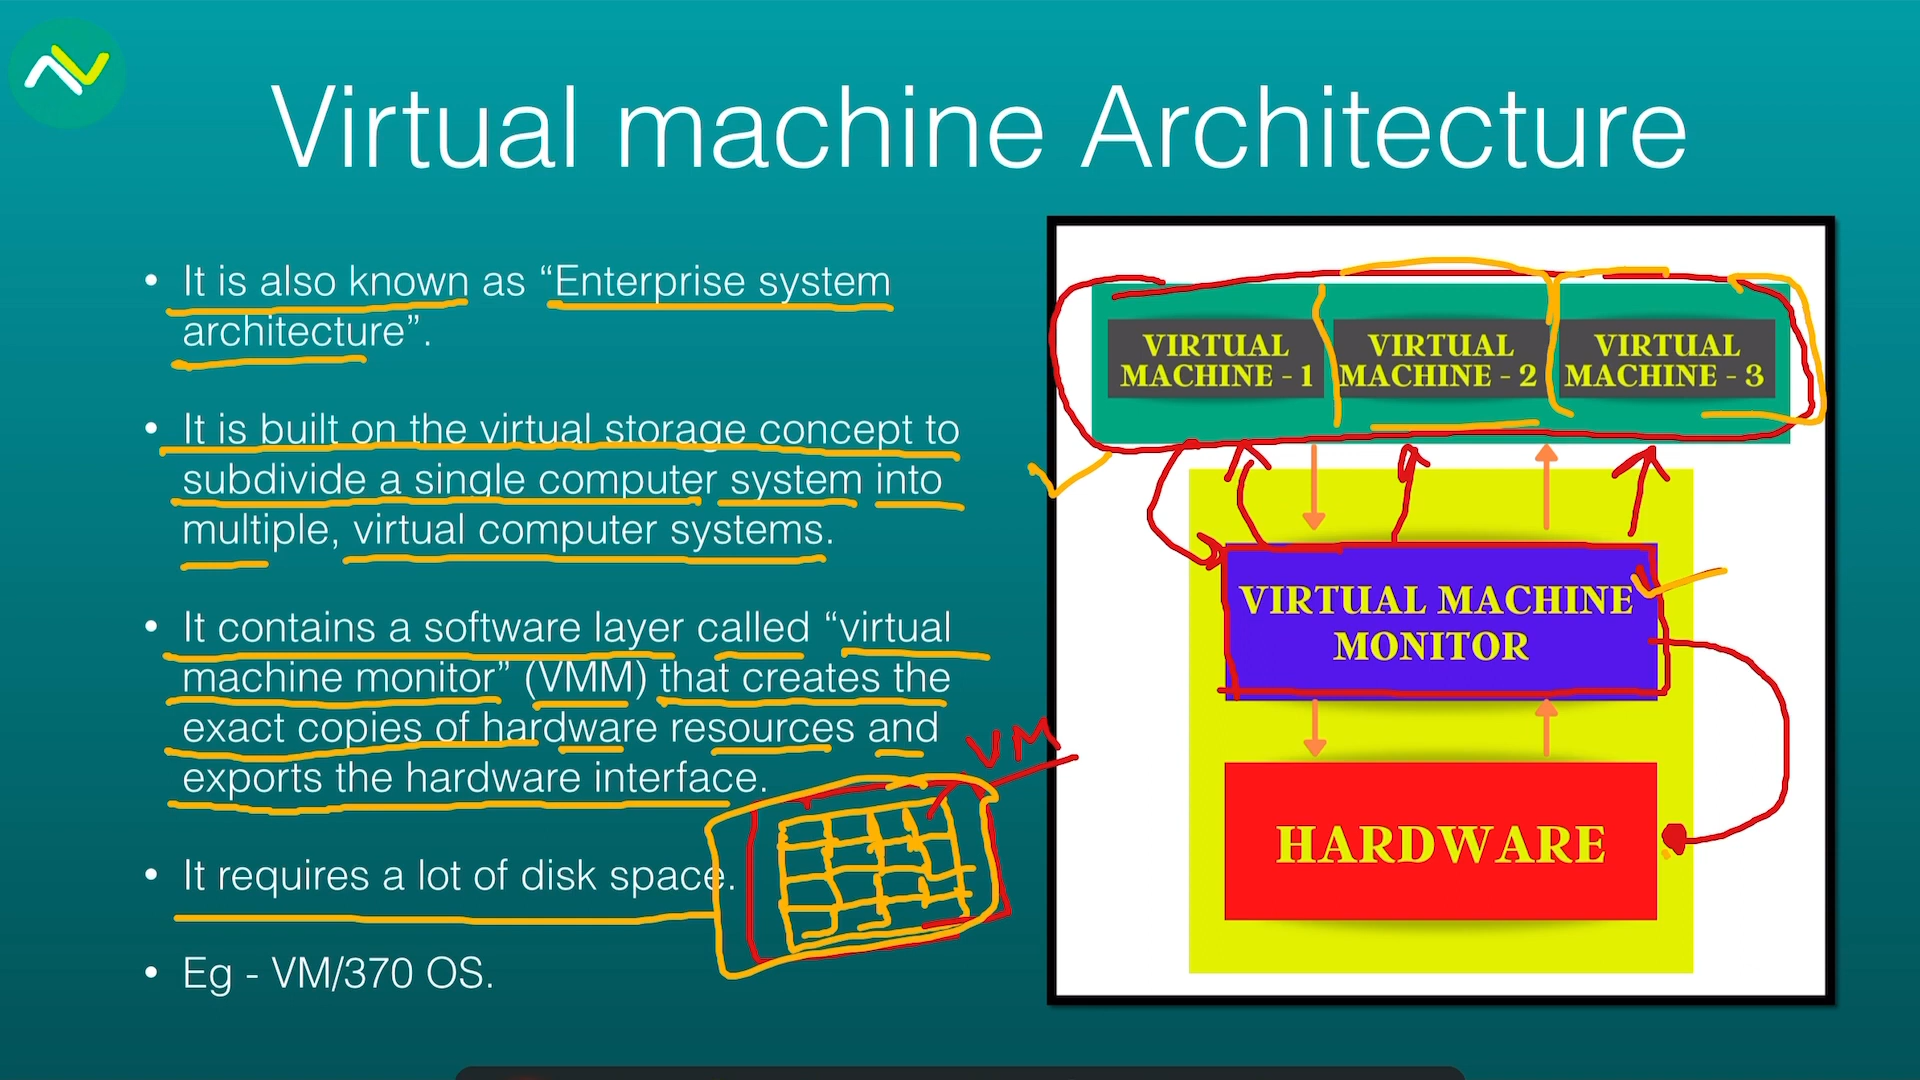 Virtual machine Architecture
• It is also known as “Enterprise system
architecture”.
• It is built on the virtual storage concept to
subdivide a single computer system into
multiple, virtual computer systems.
• It contains a software layer called “virtual
machine monitor” (VMM) that creates the
exact copies of hardware resources and
exports the hardware interface.
• It requires a lot of disk space.
• Eg - VM/370 OS.
VM
VIRTUAL
MACHINE - 1
VIRTUAL
MACHINE - 2
VIRTUAL
MACHINE - 3
VIRTUAL MACHINE
MONITOR
HARDWARE